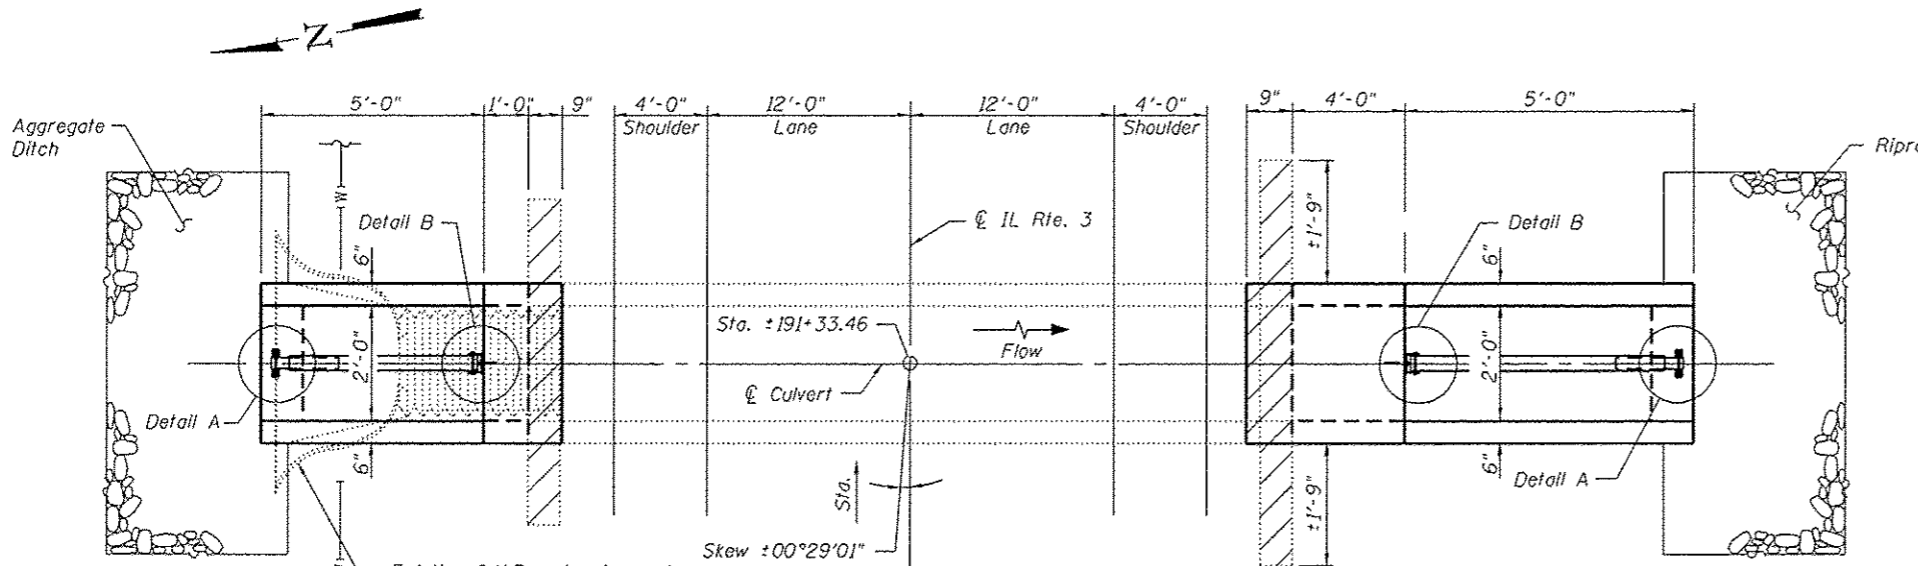 N
5'-0" 1'-0" 9" 4'-0" 12'-0" 12'-0" 4'-0" 9" 4'-0" 5'-0"
Shoulder Lane Lane Shoulder
Aggregate
Ditch
W
Detail B
6"
℄ IL Rte. 3
±1'-9"
Detail B
6"
Sta. ±191+33.46
Flow
2'-0"
2'-0"
℄ Culvert
Detail A
6"
Sta.
6"
Detail A
±1'-9"
Skew ±00°29'01"